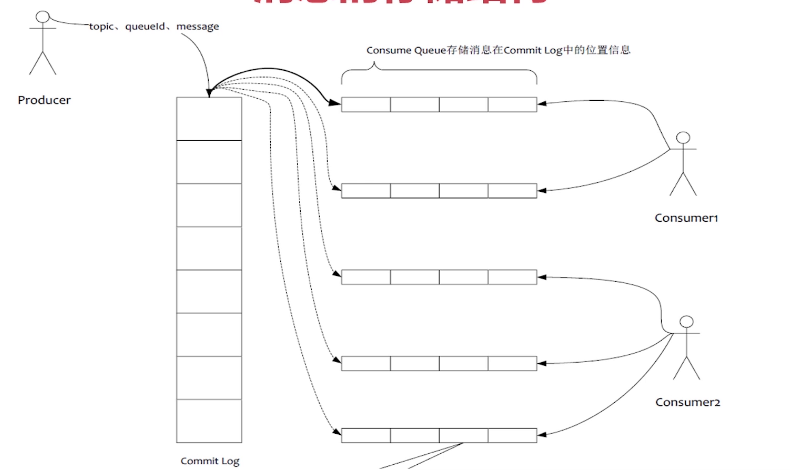 topic、queueId、message
Consume Queue存储消息在Commit Log中的位置信息
Producer
Consumer1
Consumer2
Commit Log